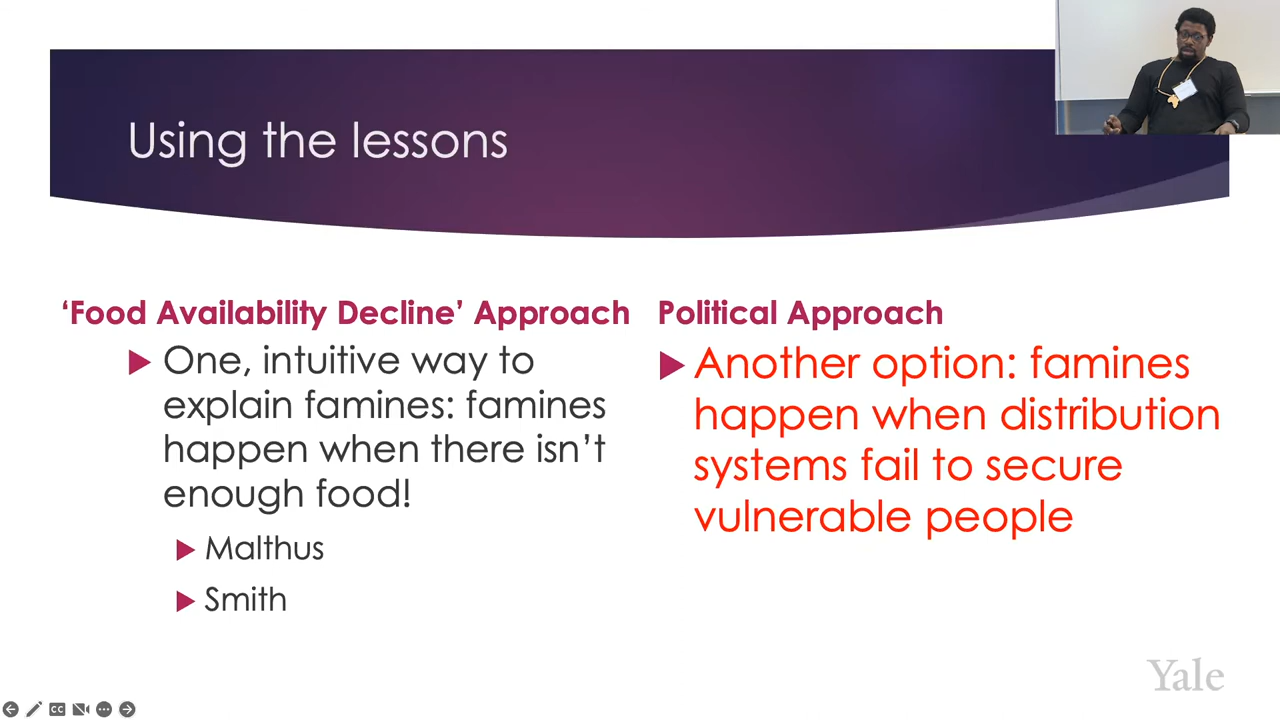 Using the lessons
‘Food Availability Decline’ Approach
One, intuitive way to
explain famines: famines
happen when there isn’t
enough food!
Malthus
Smith
Political Approach
Another option: famines
happen when distribution
systems fail to secure
vulnerable people
Yale
CC